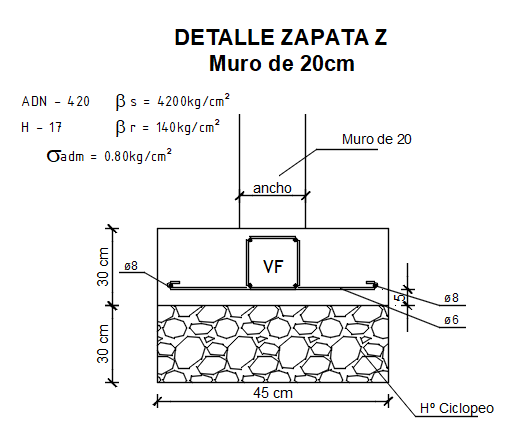 DETALLE ZAPATA Z
Muro de 20cm
ADN - 420 βs = 4200kg/cm²
H - 17 βr = 140kg/cm²
σadm = 0.80kg/cm²
Muro de 20
ancho
30 cm
ø8
VF
5
ø8
ø6
30 cm
45 cm
Hº Ciclopeo